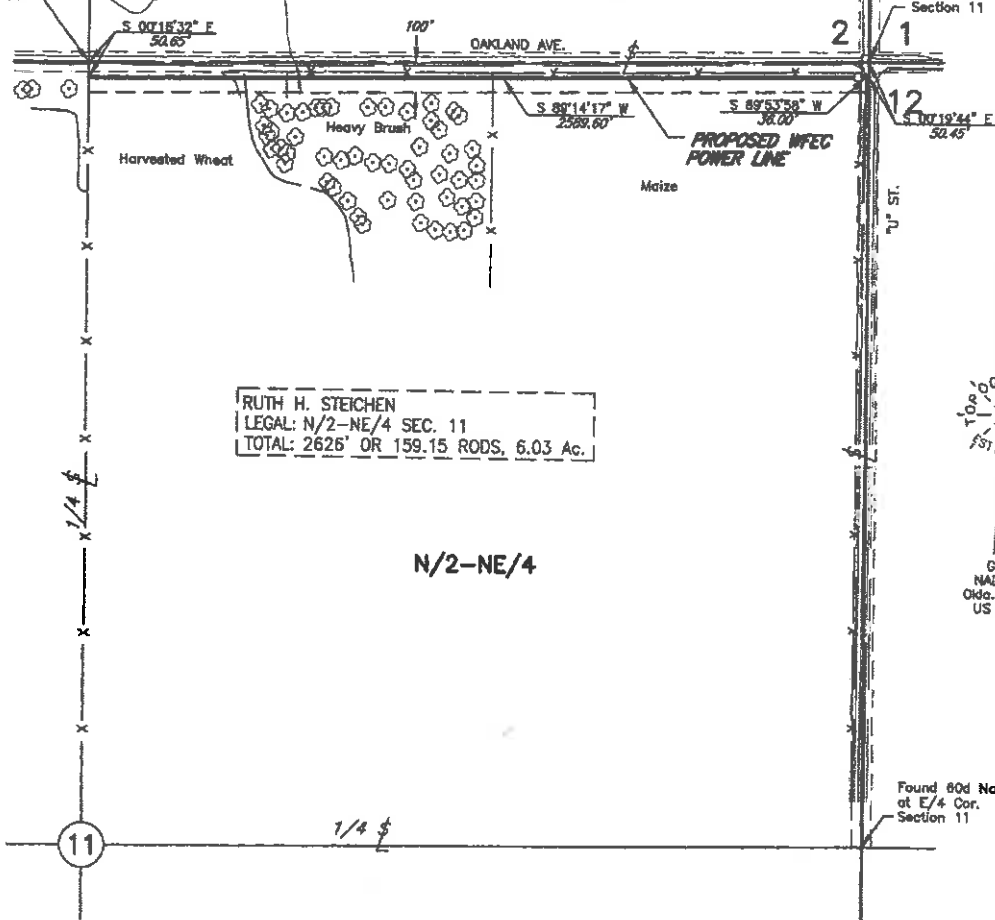 Section 11
S 00°16'32" E
50.65'
100'
OAKLAND AVE.
2
1
S 89°14'17" W
2589.60'
S 89°53'58" W
36.00'
12
S 00°19'44" E
50.45'
Heavy Brush
Harvested Wheat
PROPOSED WFEC
POWER LINE
Maize
"U" ST.
RUTH H. STEICHEN
LEGAL: N/2-NE/4 SEC. 11
TOTAL: 2626' OR 159.15 RODS, 6.03 Ac.
1/4
N/2-NE/4
Okla.
US
Found 60d
at E/4 Cor.
Section 11
1/4
11